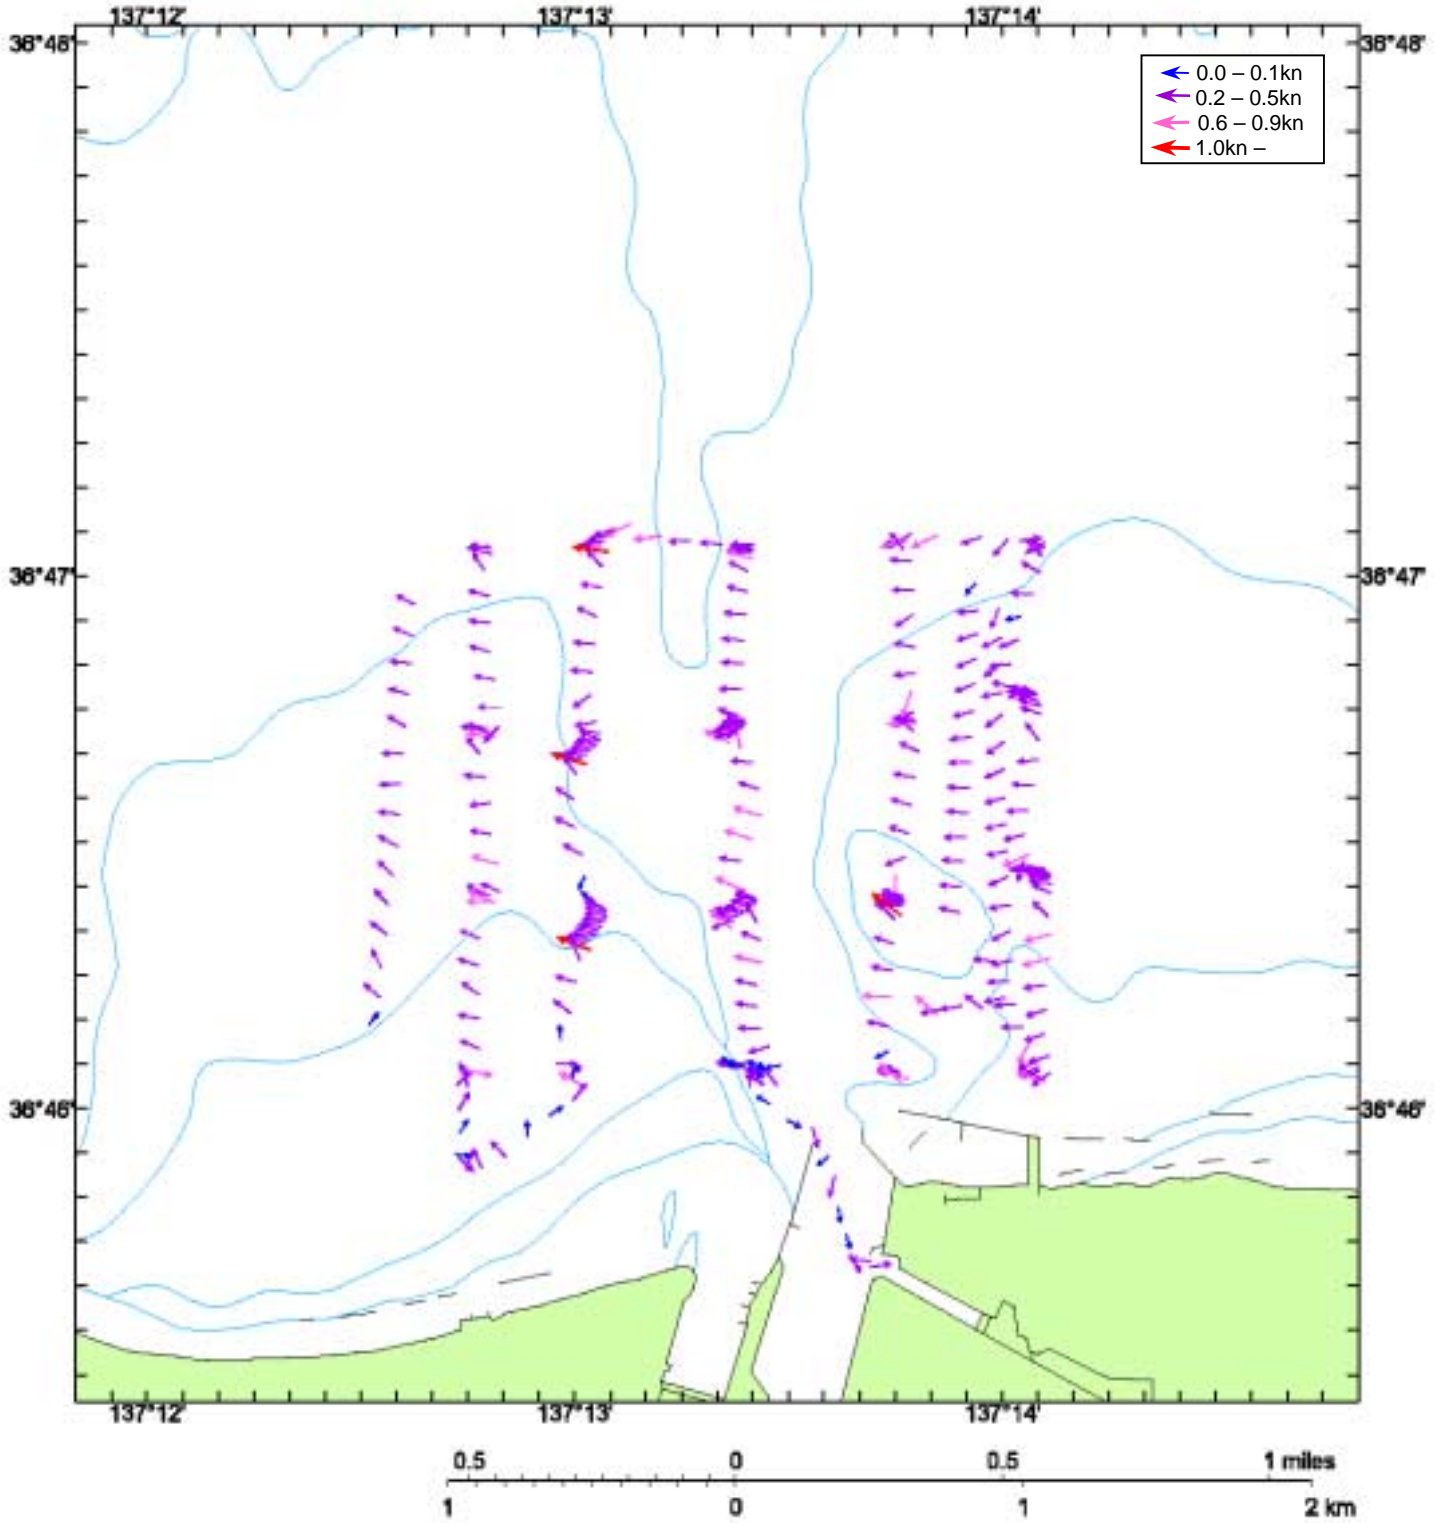 137°12' 137°13' 137°14'
36°48' 36°48'
0.0 – 0.1kn
0.2 – 0.5kn
0.6 – 0.9kn
1.0kn –
36°47' 36°47'
36°46' 36°46'
137°12' 137°13' 137°14'
0.5 0 0.5 1 miles
1 0 1 2 km